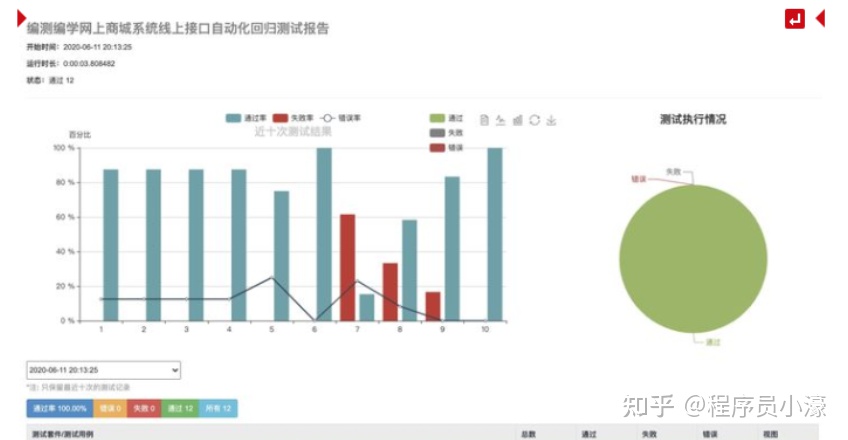 编测编学网上商城系统线上接口自动化回归测试报告
开始时间：2020-06-11 20:13:25
运行时长：0:00:03.808482
状态：通过 12
通过率 失败率 错误率
近十次测试结果
百分比
100 %
80 %
60 %
40 %
20 %
0 %
1 2 3 4 5 6 7 8 9 10
通过
失败
错误
测试执行情况
失败
错误
通过
2020-06-11 20:13:25
*注: 只保留最近十次的测试记录
通过率 100.00% 错误 0 失败 0 通过 12 所有 12
知乎 @程序员小濠
测试套件/测试用例 总数 通过 失败 错误 视图